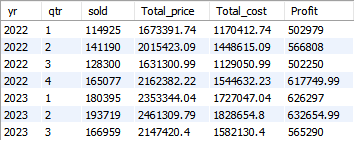 yr qtr sold Total_price Total_cost Profit
2022 1 114925 1673391.74 1170412.74 502979
2022 2 141190 2015423.09 1448615.09 566808
2022 3 128300 1631300.99 1129050.99 502250
2022 4 165077 2162382.22 1544632.23 617749.99
2023 1 180395 2353344.04 1727047.04 626297
2023 2 193719 2461309.79 1828654.8 632654.99
2023 3 166959 2147420.4 1582130.4 565290